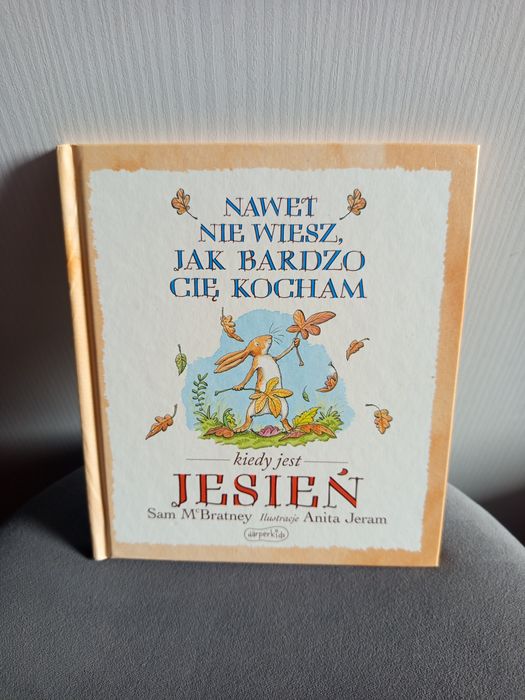 NAWET
NIE WIESZ,
JAK BARDZO
CIĘ KOCHAM
kiedy jest
JESIEŃ
Sam McBratney Ilustracje Anita Jeram
harperkids